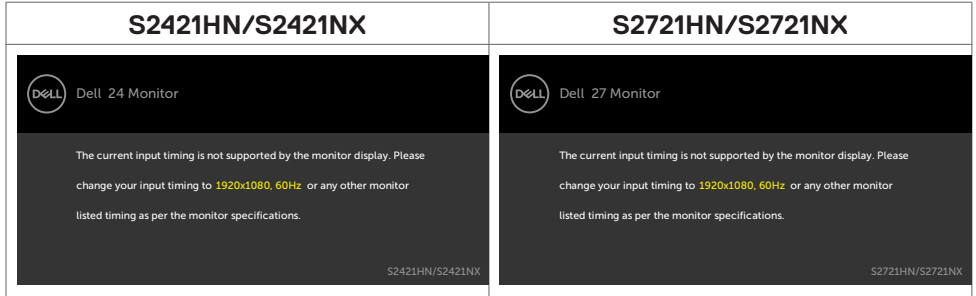 S2421HN/S2421NX
S2721HN/S2721NX
DELL
Dell 24 Monitor
The current input timing is not supported by the monitor display. Please
change your input timing to 1920x1080, 60Hz or any other monitor
listed timing as per the monitor specifications.
S2421HN/S2421NX
DELL
Dell 27 Monitor
The current input timing is not supported by the monitor display. Please
change your input timing to 1920x1080, 60Hz or any other monitor
listed timing as per the monitor specifications.
S2721HN/S2721NX